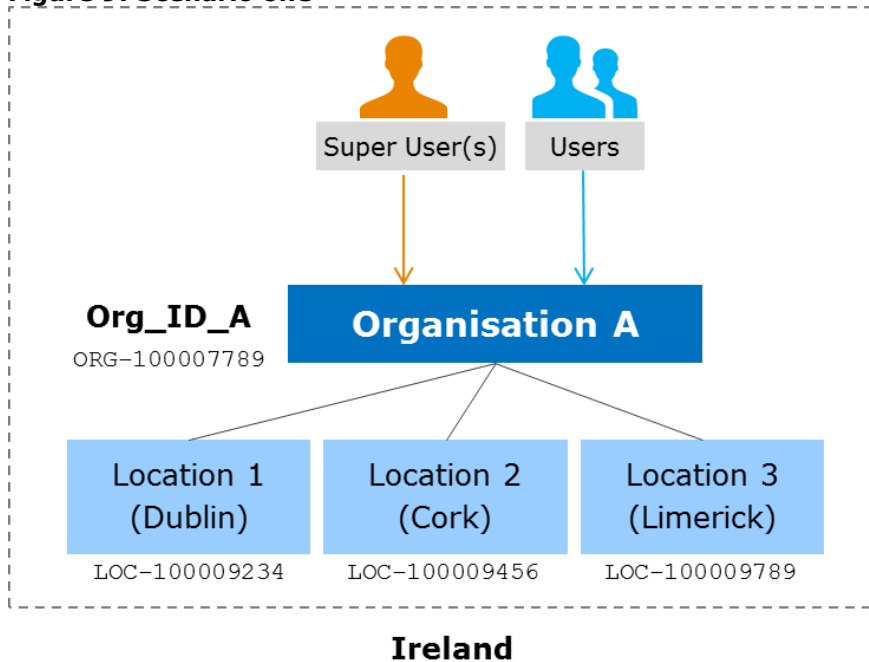 Super User(s)
Users
Org_ID_A
ORG-100007789
Organisation A
Location 1
(Dublin)
LOC-100009234
Location 2
(Cork)
LOC-100009456
Location 3
(Limerick)
LOC-100009789
Ireland